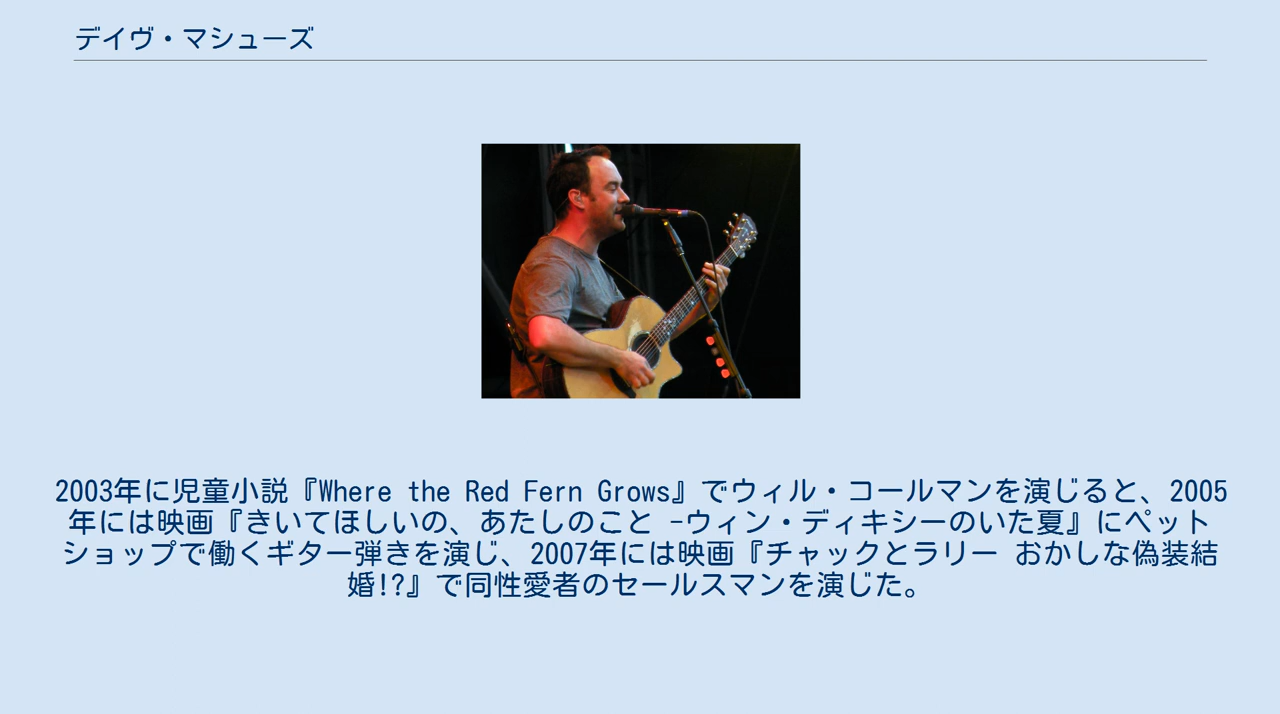 デイヴ・マシューズ
2003年に児童小説『Where the Red Fern Grows』でウィル・コールマンを演じると、2005
年には映画『きいてほしいの、あたしのこと -ウィン・ディキシーのいた夏』にペット
ショップで働くギター弾きを演じ、2007年には映画『チャックとラリー おかしな偽装結
婚!?』で同性愛者のセールスマンを演じた。